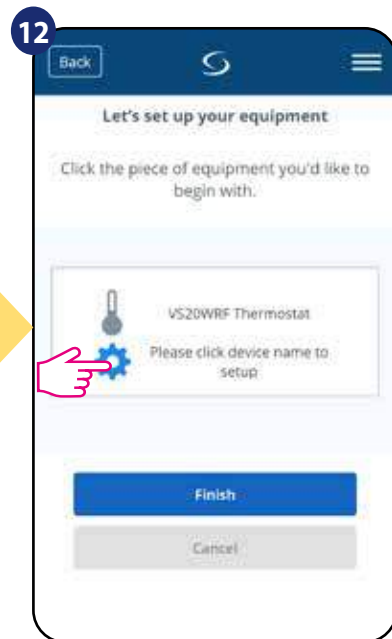 12
Back
Let's set up your equipment
Click the piece of equipment you'd like to
begin with.
VS20WRF Thermostat
Please click device name to
setup
Finish
Cancel